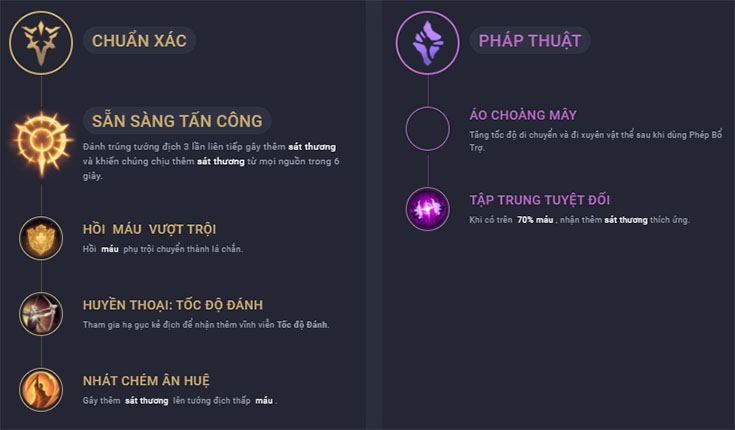 CHUẨN XÁC
SẴN SÀNG TẤN CÔNG
Đánh trúng tướng địch 3 lần liên tiếp gây thêm sát thương
và khiến chúng chịu thêm sát thương từ mọi nguồn trong 6
giây.
HỒI MÁU VƯỢT TRỘI
Hồi máu phụ trội chuyển thành lá chắn.
HUYỀN THOẠI: TỐC ĐỘ ĐÁNH
Tham gia hạ gục kẻ địch để nhận thêm vĩnh viễn Tốc độ Đánh.
NHÁT CHÉM ÂN HUỆ
Gây thêm sát thương lên tướng địch thấp máu .
PHÁP THUẬT
ÁO CHOÀNG MÂY
Tăng tốc độ di chuyển và đi xuyên vật thể sau khi dùng Phép Bổ
Trợ.
TẬP TRUNG TUYỆT ĐỐI
Khi có trên 70% máu , nhận thêm sát thương thích ứng.